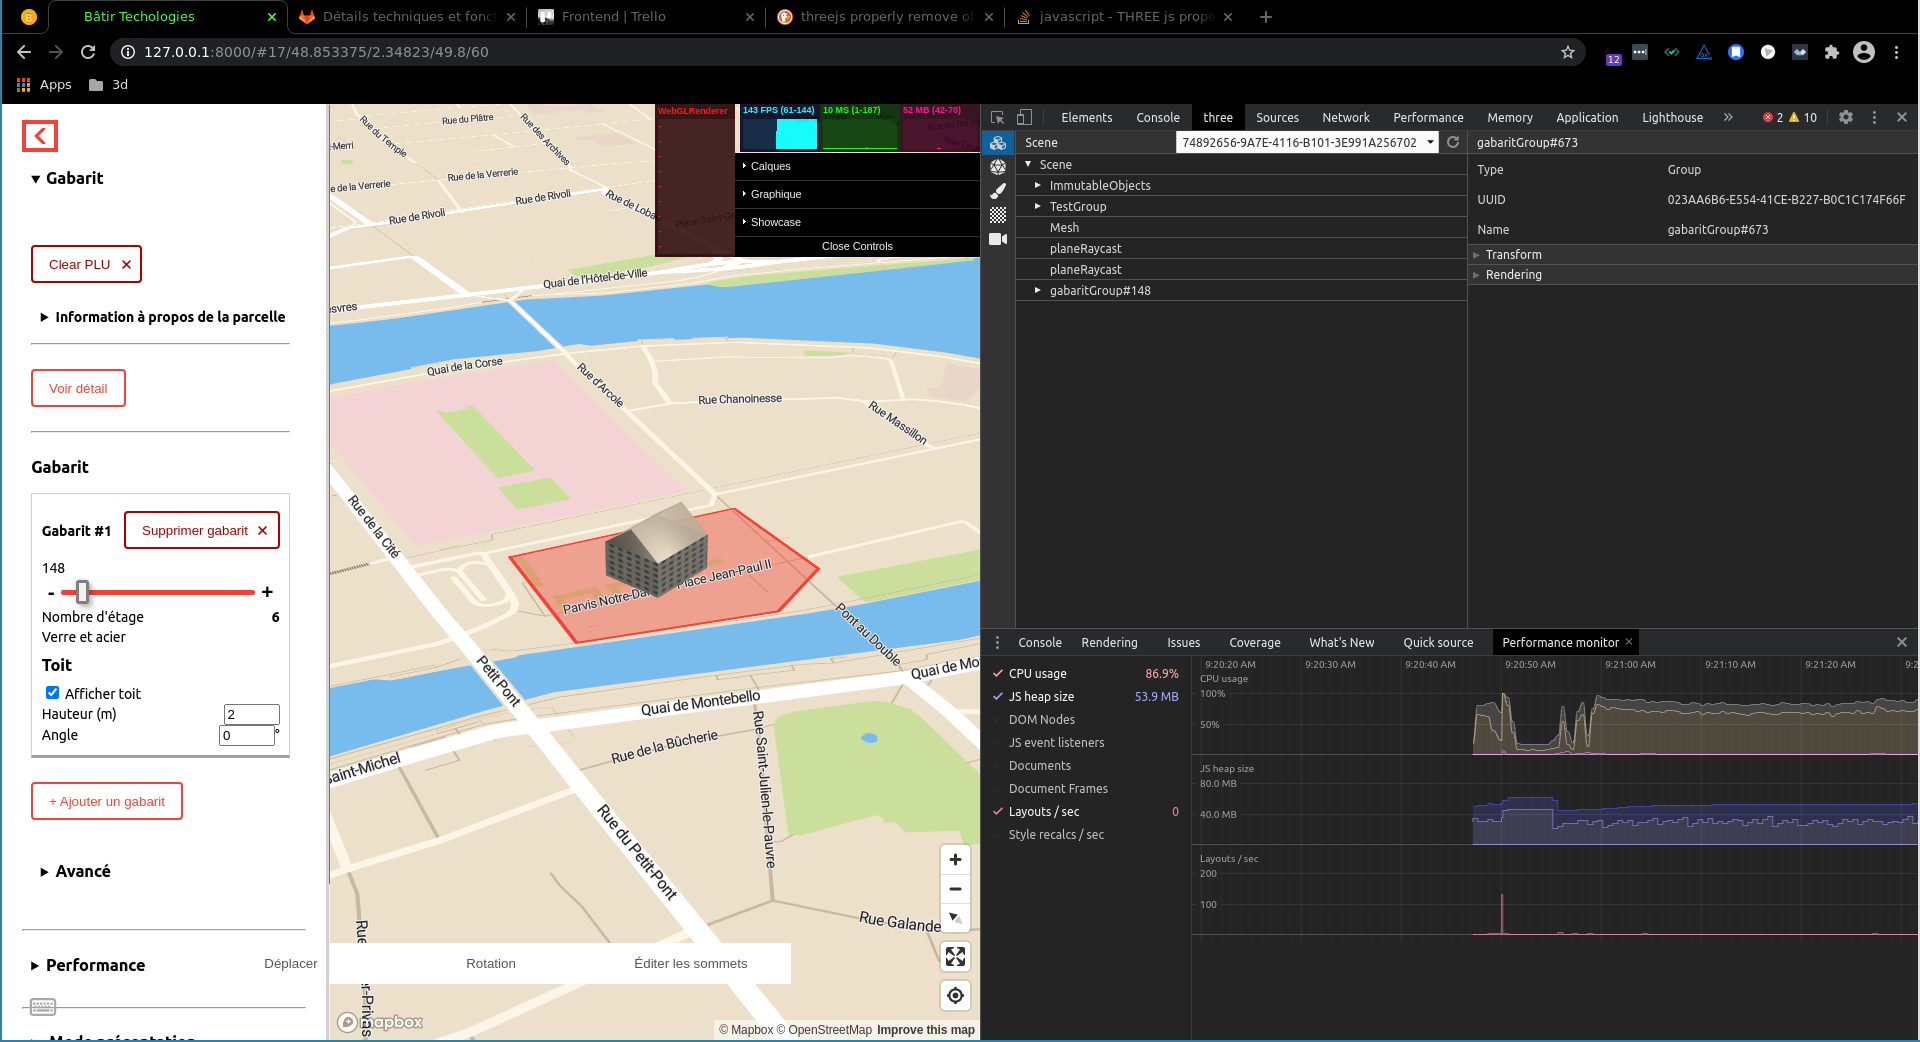 Bâtir Techologies
Détails techniques et fonc
Frontend | Trello
threejs properly remove ob
javascript - THREE js prope
127.0.0.1:8000/#17/48.853375/2.34823/49.8/60
12
Apps
3d
Gabarit
Clear PLU
Information à propos de la parcelle
Voir détail
Gabarit
Gabarit #1
Supprimer gabarit
148
- +
Nombre d'étage 6
Verre et acier
Toit
Afficher toit
Hauteur (m) 2
Angle 0 °
+ Ajouter un gabarit
Avancé
Performance
Déplacer
Rotation
Éditer les sommets
WebGLRenderer
143 FPS (61-144)
10 MS (1-187)
52 MB (42-70)
Calques
Graphique
Showcase
Close Controls
Rue du Plâtre
Rue du Temple
Rue des Archives
-Merri
e de la Verrerie
Rue de la Verrerie
Rue de Rivoli
Rue de Rivoli
Rue de Loba
Quai de l'Hôtel-de-Ville
esvres
Quai de la Corse
Rue d'Arcole
Rue Chanoinesse
Rue Massillon
Rue de la Cité
Parvis Notre-Da
Place Jean-Paul II
Pont au Double
Petit Pont
Quai de Montebello
Quai de Mo
Rue de la Bûcherie
Rue Saint-Julien-le-Pauvre
Saint-Michel
Rue du Petit-Pont
Rue Galande
mapbox
© Mapbox © OpenStreetMap Improve this map
Elements
Console
three
Sources
Network
Performance
Memory
Application
Lighthouse
»
2
10
Scene
74892656-9A7E-4116-B101-3E991A256702
Scene
ImmutableObjects
TestGroup
Mesh
planeRaycast
planeRaycast
gabaritGroup#148
gabaritGroup#673
Type Group
UUID 023AA6B6-E554-41CE-B227-B0C1C174F66F
Name gabaritGroup#673
Transform
Rendering
Console
Rendering
Issues
Coverage
What's New
Quick source
Performance monitor
CPU usage 86.9%
JS heap size 53.9 MB
DOM Nodes
JS event listeners
Documents
Document Frames
Layouts / sec 0
Style recalcs / sec
9:20:20 AM
9:20:30 AM
9:20:40 AM
9:20:50 AM
9:21:00 AM
9:21:10 AM
9:21:20 AM
9:2
CPU usage
100%
50%
JS heap size
80.0 MB
40.0 MB
Layouts / sec
200
100